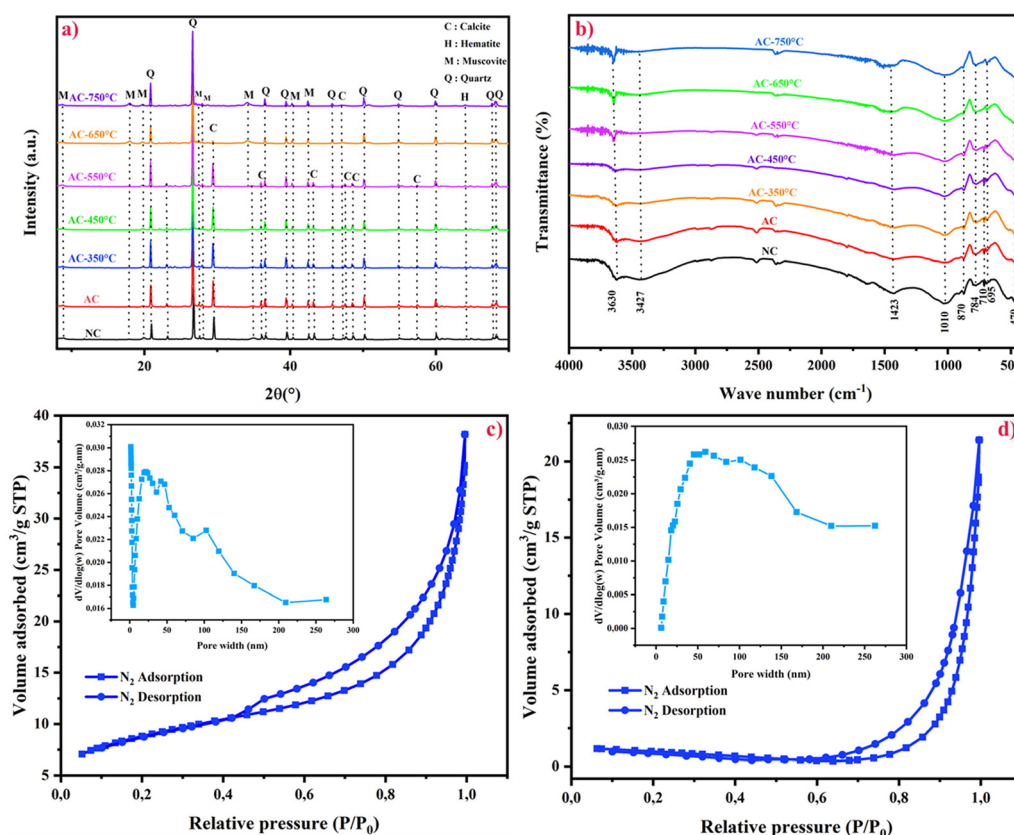 a)
C : Calcite
H : Hematite
M : Muscovite
Q : Quartz
Q
M AC-750°C M M Q M M M Q Q M M Q C Q Q Q H Q Q
AC-650°C
C
AC-550°C
C C C C C
AC-450°C
AC-350°C
AC
NC
Intensity (a.u.)
20 40 60
2θ(°)
b)
AC-750°C
AC-650°C
AC-550°C
AC-450°C
AC-350°C
AC
NC
Transmittance (%)
3630 3427 1423 1010 870 784 710 695
4000 3500 3000 2500 2000 1500 1000 500
Wave number (cm⁻¹)
c)
Volume adsorbed (cm³/g STP)
40
35
30
25
20
15
10
5
0,0 0,2 0,4 0,6 0,8 1,0
Relative pressure (P/P₀)
dV/dlog(w) Pore Volume (cm³/g.nm)
0,032
0,030
0,028
0,026
0,024
0,022
0,020
0,018
0,016
0 50 100 150 200 250 300
Pore width (nm)
N₂ Adsorption
N₂ Desorption
d)
Volume adsorbed (cm³/g STP)
20
15
10
5
0
0,0 0,2 0,4 0,6 0,8 1,0
Relative pressure (P/P₀)
dV/dlog(w) Pore Volume (cm³/g.nm)
0,030
0,025
0,020
0,015
0,010
0,005
0,000
0 50 100 150 200 250 300
Pore width (nm)
N₂ Adsorption
N₂ Desorption